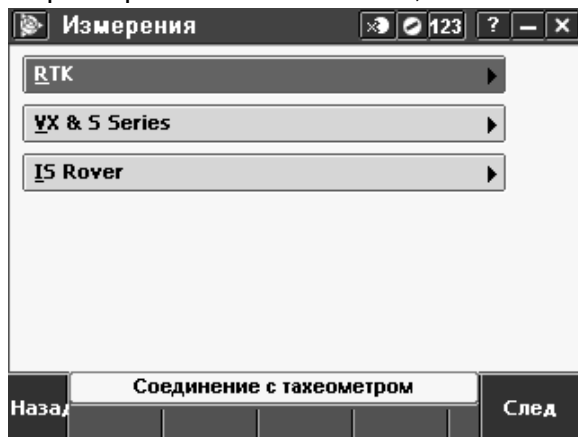 Измерения 123 ? – X
RTK
VX & S Series
IS Rover
Соединение с тахеометром
Назад След